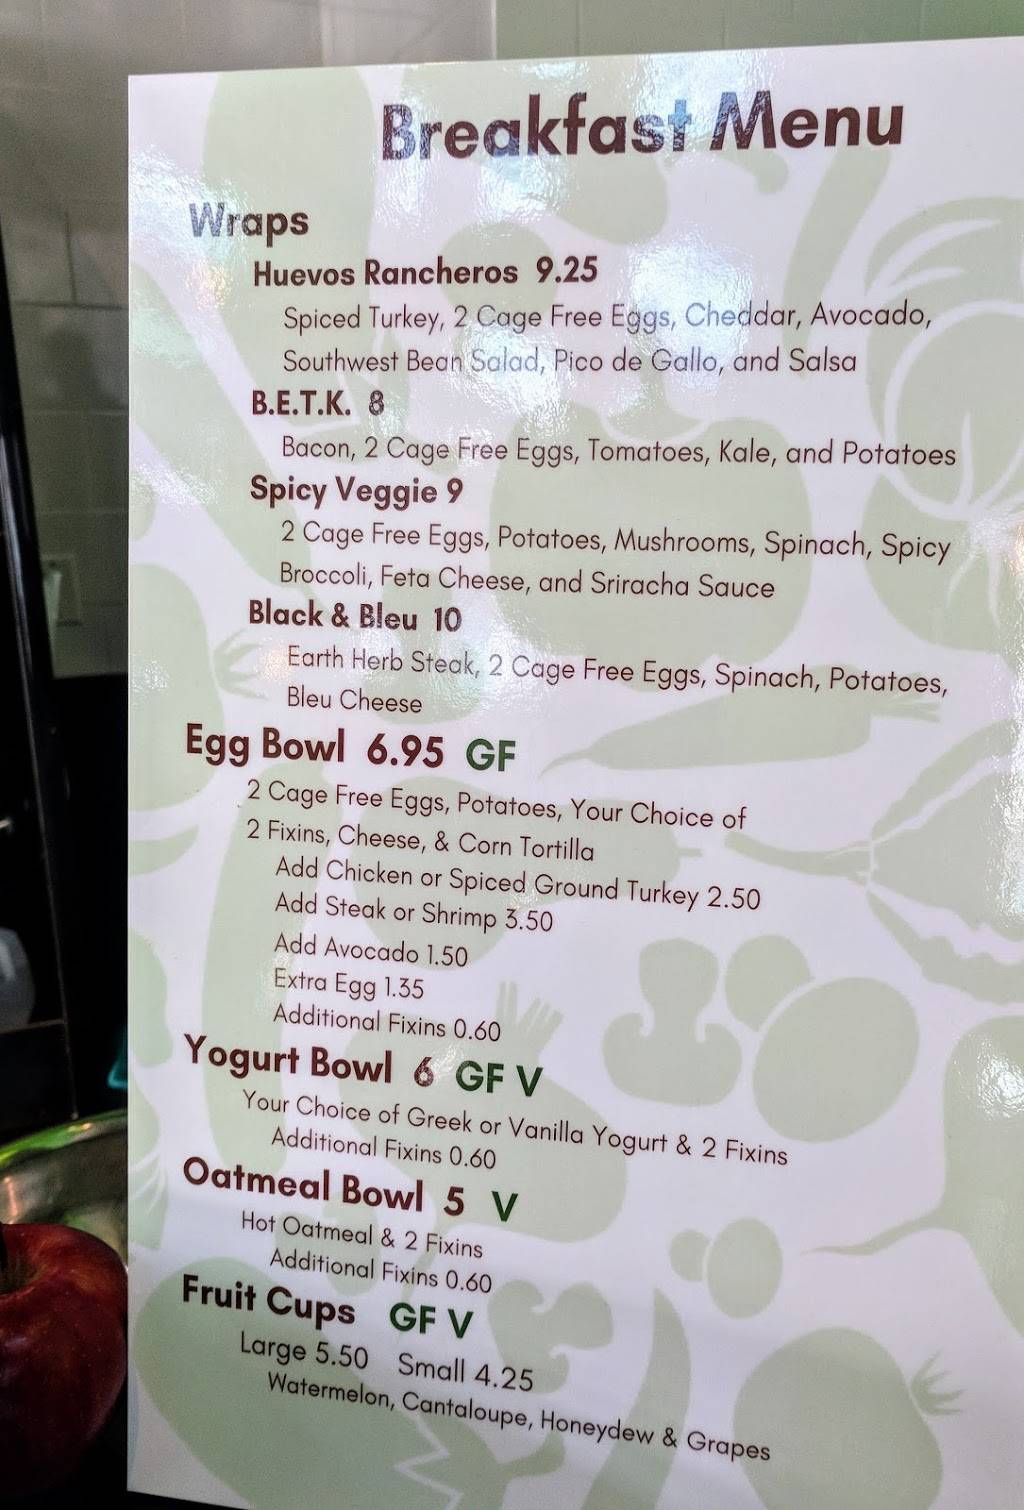 Breakfast Menu
Wraps
Huevos Rancheros 9.25
Spiced Turkey, 2 Cage Free Eggs, Cheddar, Avocado,
Southwest Bean Salad, Pico de Gallo, and Salsa
B.E.T.K. 8
Bacon, 2 Cage Free Eggs, Tomatoes, Kale, and Potatoes
Spicy Veggie 9
2 Cage Free Eggs, Potatoes, Mushrooms, Spinach, Spicy
Broccoli, Feta Cheese, and Sriracha Sauce
Black & Bleu 10
Earth Herb Steak, 2 Cage Free Eggs, Spinach, Potatoes,
Bleu Cheese
Egg Bowl 6.95 GF
2 Cage Free Eggs, Potatoes, Your Choice of
2 Fixins, Cheese, & Corn Tortilla
Add Chicken or Spiced Ground Turkey 2.50
Add Steak or Shrimp 3.50
Add Avocado 1.50
Extra Egg 1.35
Additional Fixins 0.60
Yogurt Bowl 6 GF V
Your Choice of Greek or Vanilla Yogurt & 2 Fixins
Additional Fixins 0.60
Oatmeal Bowl 5 V
Hot Oatmeal & 2 Fixins
Additional Fixins 0.60
Fruit Cups GF V
Large 5.50 Small 4.25
Watermelon, Cantaloupe, Honeydew & Grapes